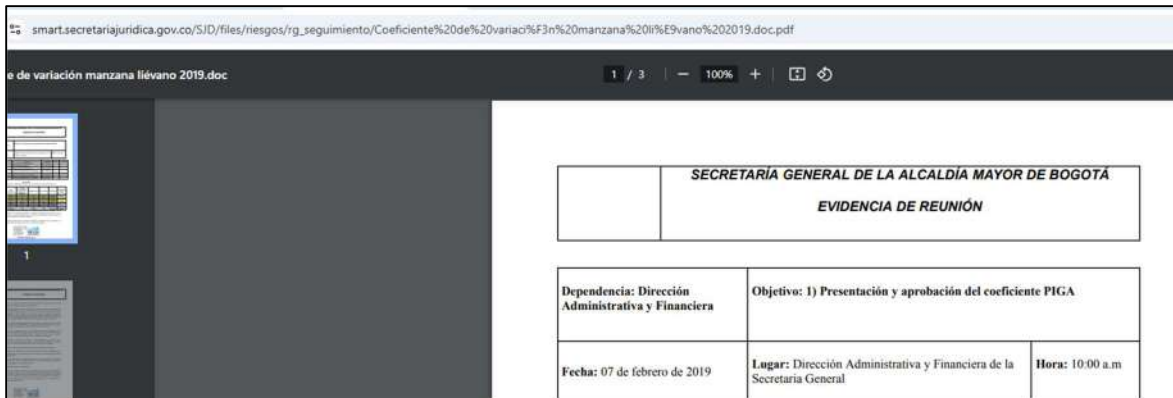 smart.secretariajuridica.gov.co/SJD/files/riesgos/rg_seguimiento/Coeficiente%20de%20variaci%F3n%20manzana%20li%E9vano%202019.doc.pdf
e de variación manzana liévano 2019.doc
1 / 3 | − 100% +
1
SECRETARÍA GENERAL DE LA ALCALDÍA MAYOR DE BOGOTÁ
EVIDENCIA DE REUNIÓN
Dependencia: Dirección
Administrativa y Financiera
Objetivo: 1) Presentación y aprobación del coeficiente PIGA
Fecha: 07 de febrero de 2019
Lugar: Dirección Administrativa y Financiera de la
Secretaria General
Hora: 10:00 a.m